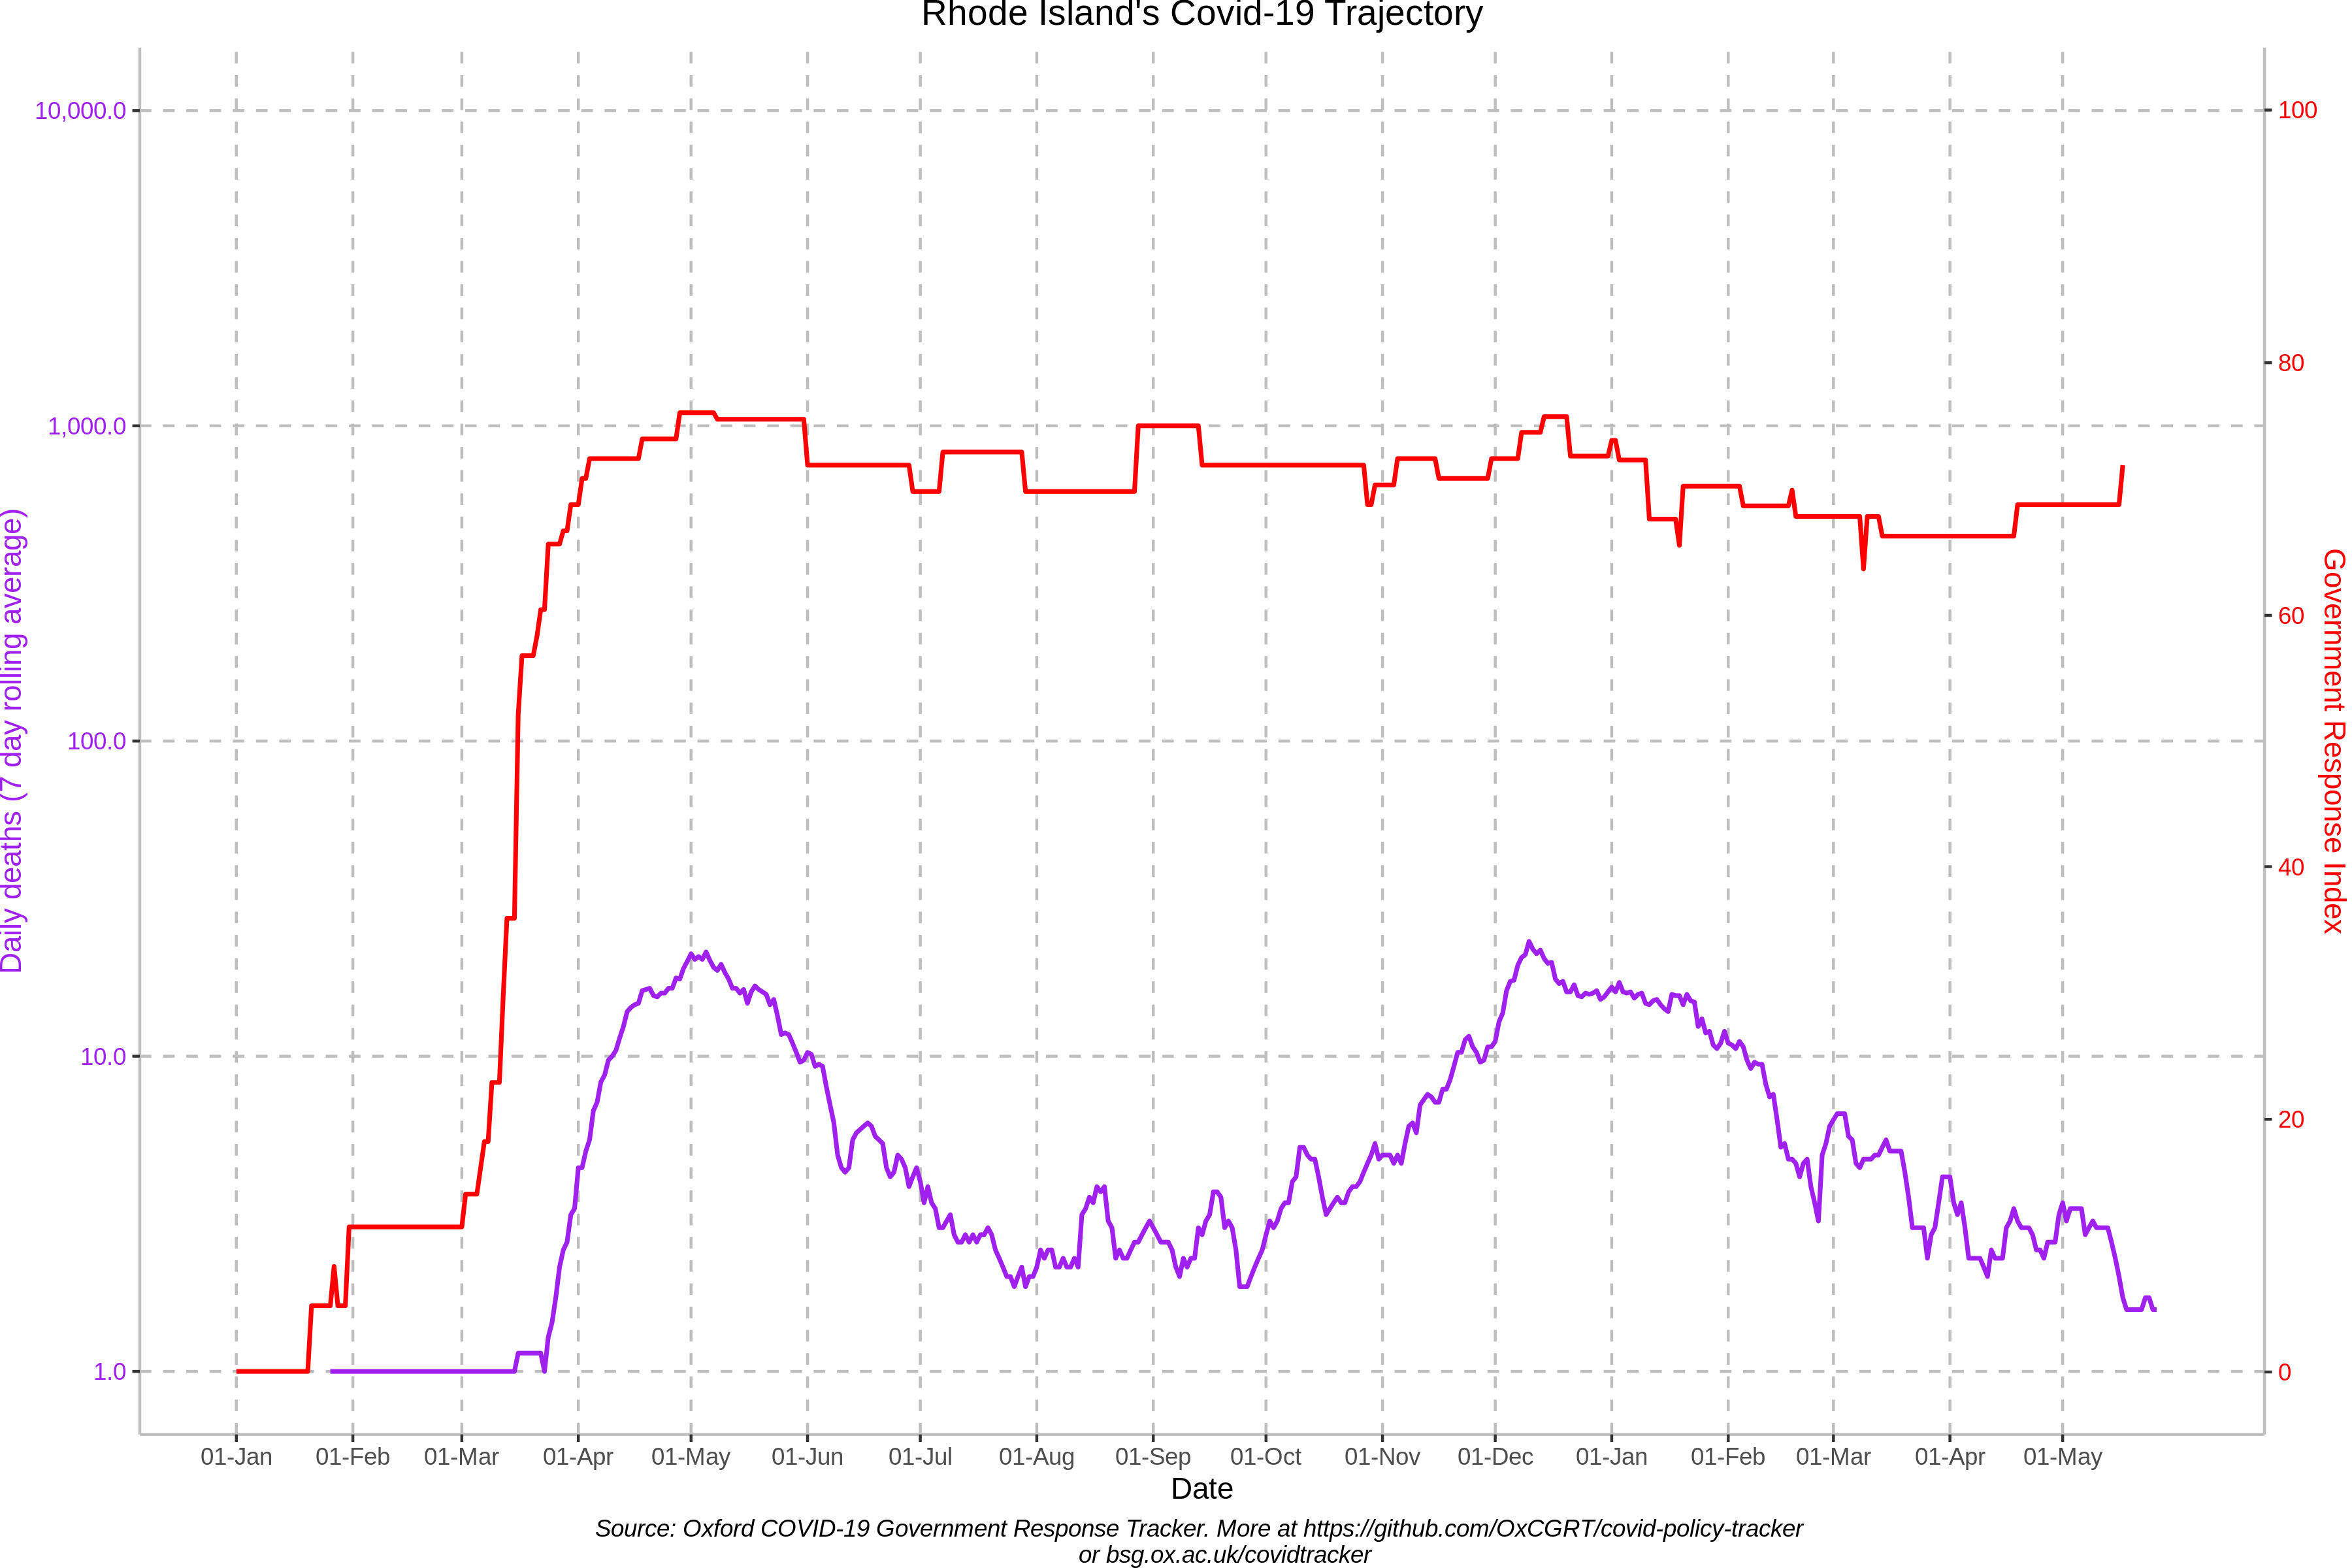 Rhode Island's Covid-19 Trajectory
10,000.0
1,000.0
100.0
10.0
1.0
Daily deaths (7 day rolling average)
100
80
60
40
20
0
Government Response Index
01-Jan 01-Feb 01-Mar 01-Apr 01-May 01-Jun 01-Jul 01-Aug 01-Sep 01-Oct 01-Nov 01-Dec 01-Jan 01-Feb 01-Mar 01-Apr 01-May
Date
Source: Oxford COVID-19 Government Response Tracker. More at https://github.com/OxCGRT/covid-policy-tracker
or bsg.ox.ac.uk/covidtracker